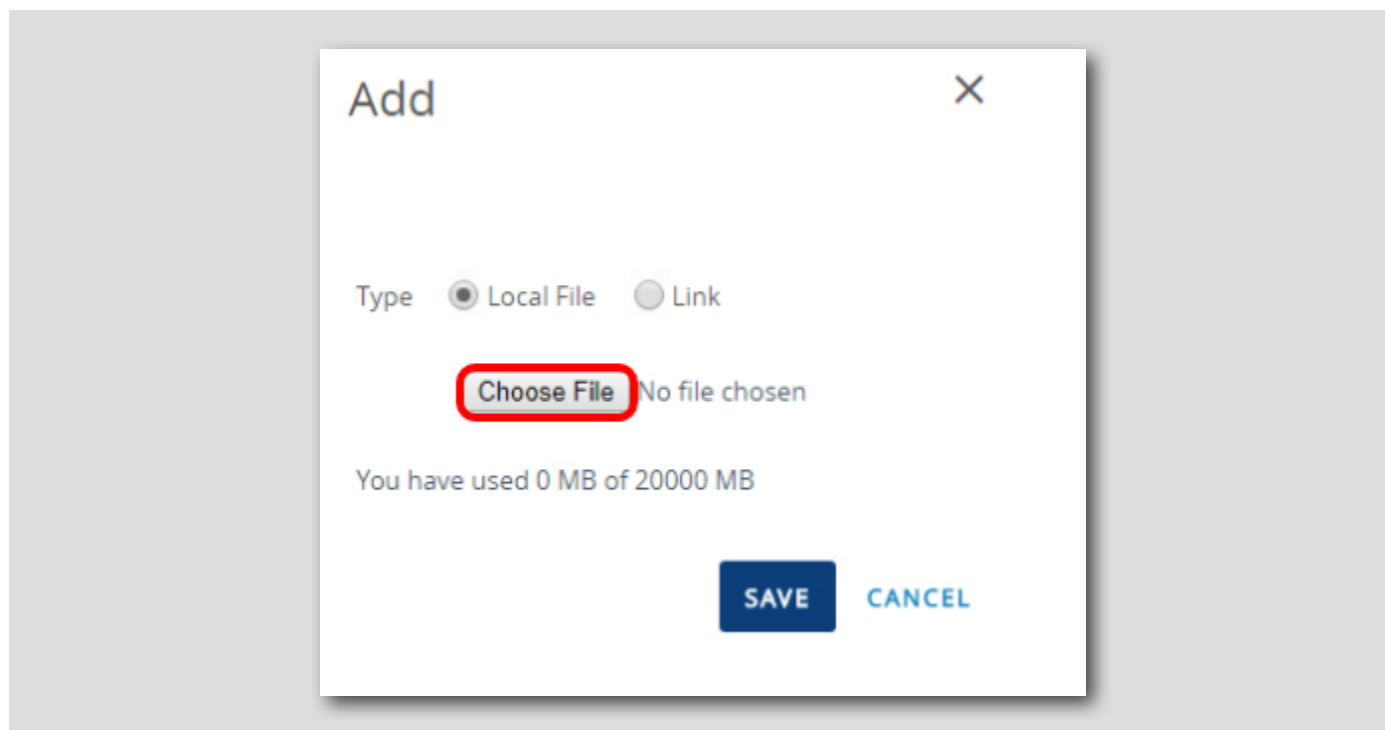 Add
Type Local File Link
Choose File No file chosen
You have used 0 MB of 20000 MB
SAVE CANCEL